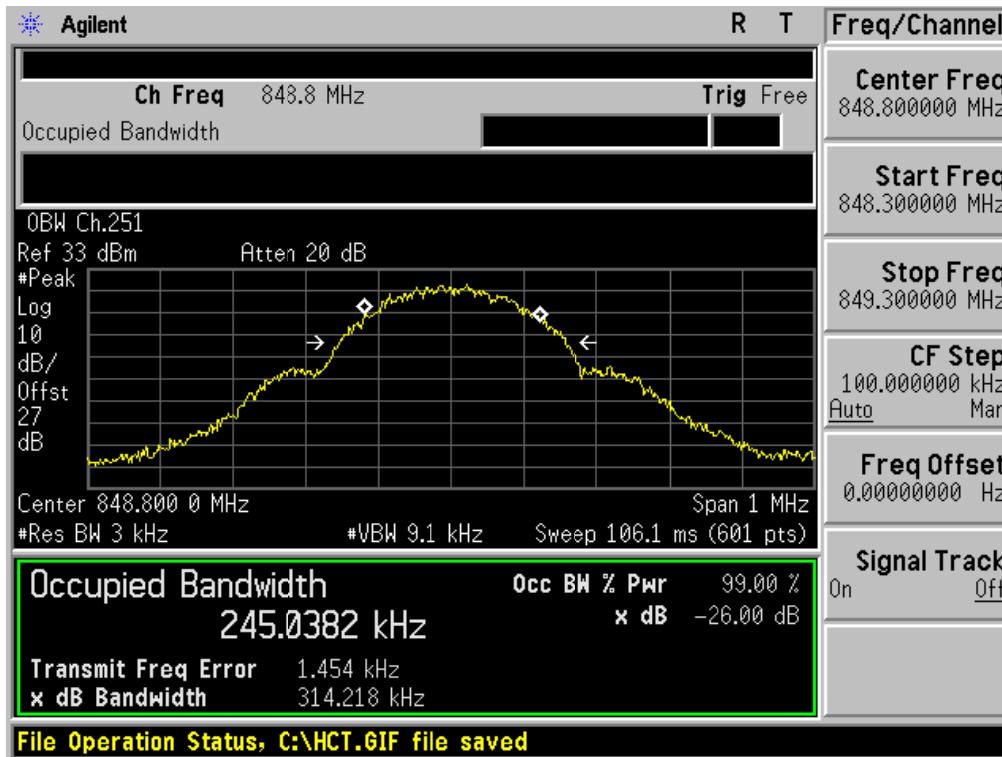 Agilent R T
Ch Freq 848.8 MHz Trig Free
Occupied Bandwidth
OBW Ch.251
Ref 33 dBm Atten 20 dB
#Peak
Log
10
dB/
Offst
27
dB
Center 848.800 0 MHz Span 1 MHz
#Res BW 3 kHz #VBW 9.1 kHz Sweep 106.1 ms (601 pts)
Occupied Bandwidth
245.0382 kHz
Occ BW % Pwr 99.00 %
x dB -26.00 dB
Transmit Freq Error 1.454 kHz
x dB Bandwidth 314.218 kHz
File Operation Status, C:\HCT.GIF file saved
Freq/Channel
Center Freq
848.800000 MHz
Start Freq
848.300000 MHz
Stop Freq
849.300000 MHz
CF Step
100.000000 kHz
Auto Man
Freq Offset
0.00000000 Hz
Signal Track
On Off